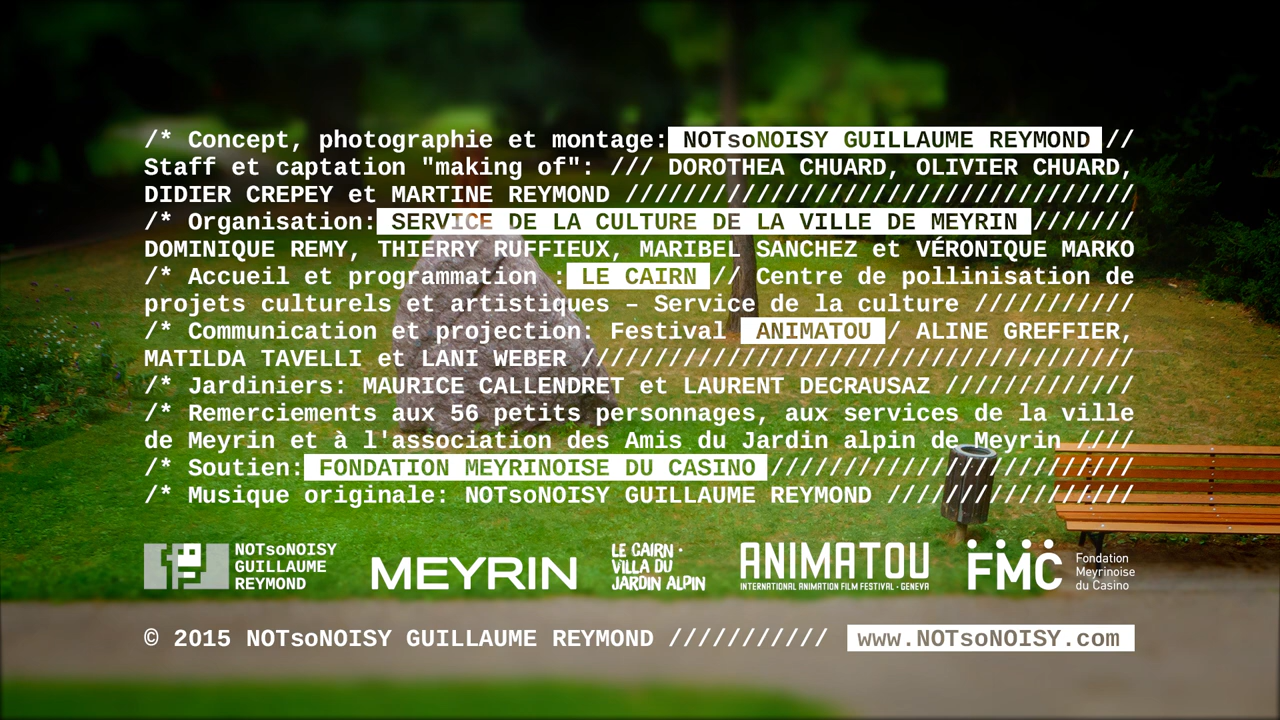 /* Concept, photographie et montage: NOTsoNOISY GUILLAUME REYMOND //
Staff et captation "making of": /// DOROTHEA CHUARD, OLIVIER CHUARD,
DIDIER CREPEY et MARTINE REYMOND ///////////////////////////////////
/* Organisation: SERVICE DE LA CULTURE DE LA VILLE DE MEYRIN ///////
DOMINIQUE REMY, THIERRY RUFFIEUX, MARIBEL SANCHEZ et VÉRONIQUE MARKO
/* Accueil et programmation : LE CAIRN // Centre de pollinisation de
projets culturels et artistiques – Service de la culture ///////////
/* Communication et projection: Festival ANIMATOU / ALINE GREFFIER,
MATILDA TAVELLI et LANI WEBER //////////////////////////////////////
/* Jardiniers: MAURICE CALLENDRET et LAURENT DECRAUSAZ /////////////
/* Remerciements aux 56 petits personnages, aux services de la ville
de Meyrin et à l'association des Amis du Jardin alpin de Meyrin ////
/* Soutien: FONDATION MEYRINOISE DU CASINO /////////////////////////
/* Musique originale: NOTsoNOISY GUILLAUME REYMOND /////////////////
NOTsoNOISY
GUILLAUME
REYMOND
MEYRIN
LE CAIRN ·
VILLA DU
JARDIN ALPIN
ANIMATOU
INTERNATIONAL ANIMATION FILM FESTIVAL - GENEVA
FMC
Fondation
Meyrinoise
du Casino
© 2015 NOTsoNOISY GUILLAUME REYMOND /////////// www.NOTsoNOISY.com